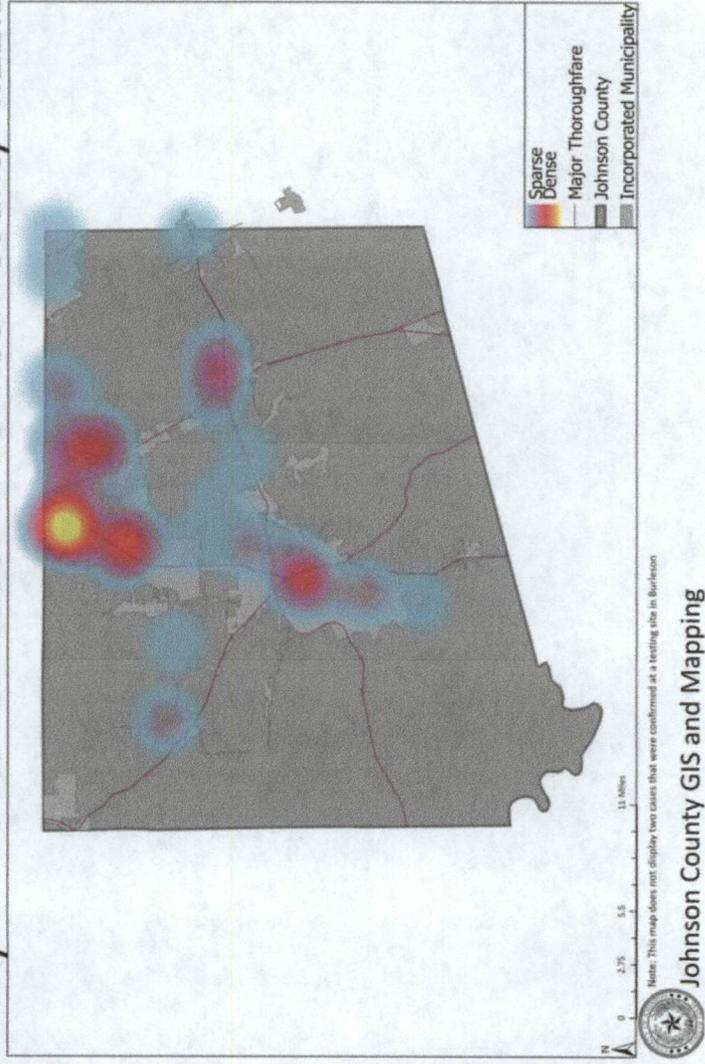 Sparse
Dense
Major Thoroughfare
Johnson County
Incorporated Municipality
N
0 2.75 5.5 11 Miles
Note: This map does not display two cases that were confirmed at a testing site in Burleson
Johnson County GIS and Mapping